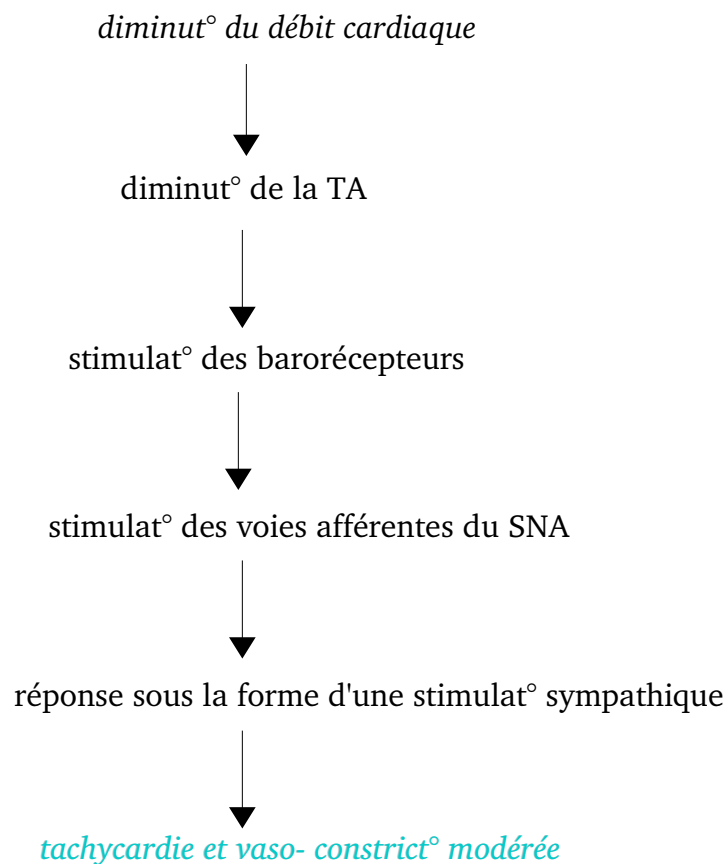 diminut° du débit cardiaque
diminut° de la TA
stimulat° des barorécepteurs
stimulat° des voies afférentes du SNA
réponse sous la forme d'une stimulat° sympathique
tachycardie et vaso- constrict° modérée